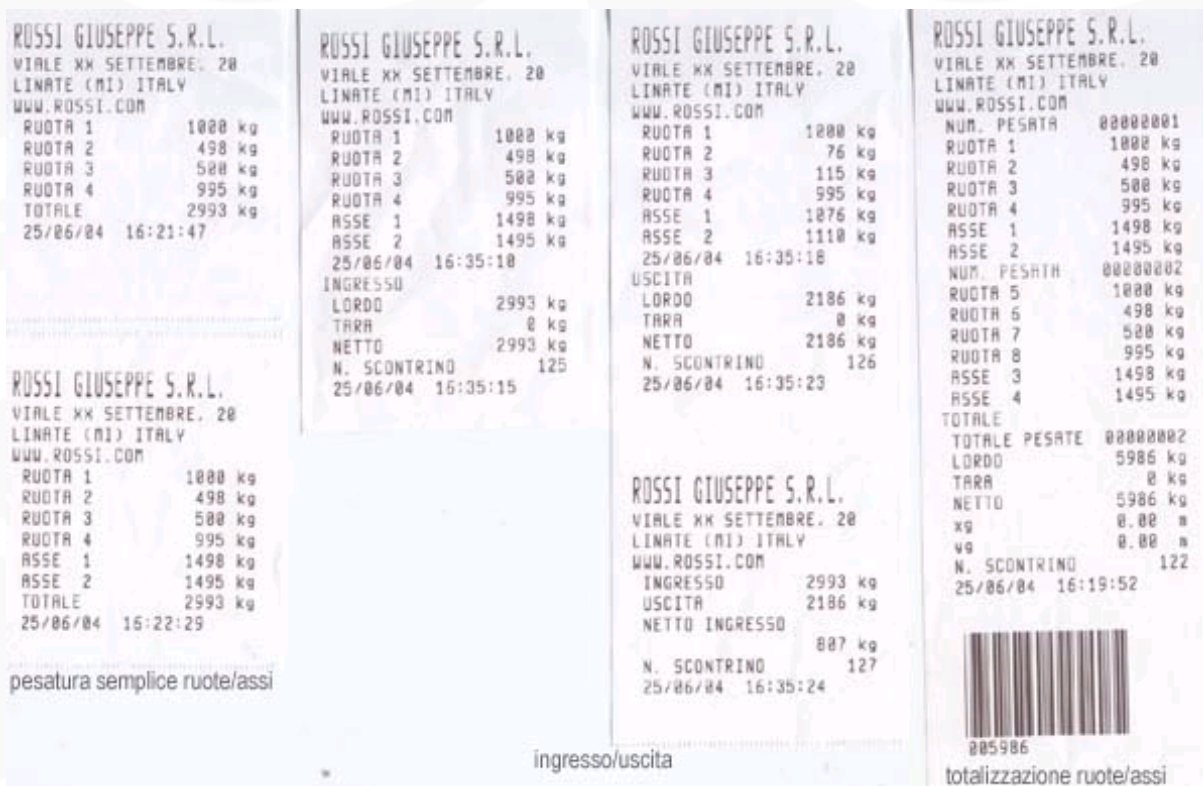 ROSSI GIUSEPPE S.R.L.
VIALE XX SETTEMBRE, 20
LINATE (MI) ITALY
WWW.ROSSI.COM
RUOTA 1 1000 kg
RUOTA 2 498 kg
RUOTA 3 500 kg
RUOTA 4 995 kg
TOTALE 2993 kg
25/06/04 16:21:47
ROSSI GIUSEPPE S.R.L.
VIALE XX SETTEMBRE, 20
LINATE (MI) ITALY
WWW.ROSSI.COM
RUOTA 1 1000 kg
RUOTA 2 498 kg
RUOTA 3 500 kg
RUOTA 4 995 kg
ASSE 1 1498 kg
ASSE 2 1495 kg
TOTALE 2993 kg
25/06/04 16:22:29
pesatura semplice ruote/assi
ROSSI GIUSEPPE S.R.L.
VIALE XX SETTEMBRE, 20
LINATE (MI) ITALY
WWW.ROSSI.COM
RUOTA 1 1000 kg
RUOTA 2 498 kg
RUOTA 3 500 kg
RUOTA 4 995 kg
ASSE 1 1498 kg
ASSE 2 1495 kg
25/06/04 16:35:10
INGRESSO
LORDO 2993 kg
TARA 0 kg
NETTO 2993 kg
N. SCONTRINO 125
25/06/04 16:35:15
ROSSI GIUSEPPE S.R.L.
VIALE XX SETTEMBRE, 20
LINATE (MI) ITALY
WWW.ROSSI.COM
RUOTA 1 1000 kg
RUOTA 2 76 kg
RUOTA 3 115 kg
RUOTA 4 995 kg
ASSE 1 1076 kg
ASSE 2 1110 kg
25/06/04 16:35:18
USCITA
LORDO 2186 kg
TARA 0 kg
NETTO 2186 kg
N. SCONTRINO 126
25/06/04 16:35:23
ROSSI GIUSEPPE S.R.L.
VIALE XX SETTEMBRE, 20
LINATE (MI) ITALY
WWW.ROSSI.COM
INGRESSO 2993 kg
USCITA 2186 kg
NETTO INGRESSO
807 kg
N. SCONTRINO 127
25/06/04 16:35:24
ingresso/uscita
ROSSI GIUSEPPE S.R.L.
VIALE XX SETTEMBRE, 20
LINATE (MI) ITALY
WWW.ROSSI.COM
NUM. PESATA 00000001
RUOTA 1 1000 kg
RUOTA 2 498 kg
RUOTA 3 500 kg
RUOTA 4 995 kg
ASSE 1 1498 kg
ASSE 2 1495 kg
NUM. PESATA 00000002
RUOTA 5 1000 kg
RUOTA 6 498 kg
RUOTA 7 500 kg
RUOTA 8 995 kg
ASSE 3 1498 kg
ASSE 4 1495 kg
TOTALE
TOTALE PESATE 00000002
LORDO 5986 kg
TARA 0 kg
NETTO 5986 kg
xg 0.00 m
yg 0.00 m
N. SCONTRINO 122
25/06/04 16:19:52
005986
totalizzazione ruote/assi